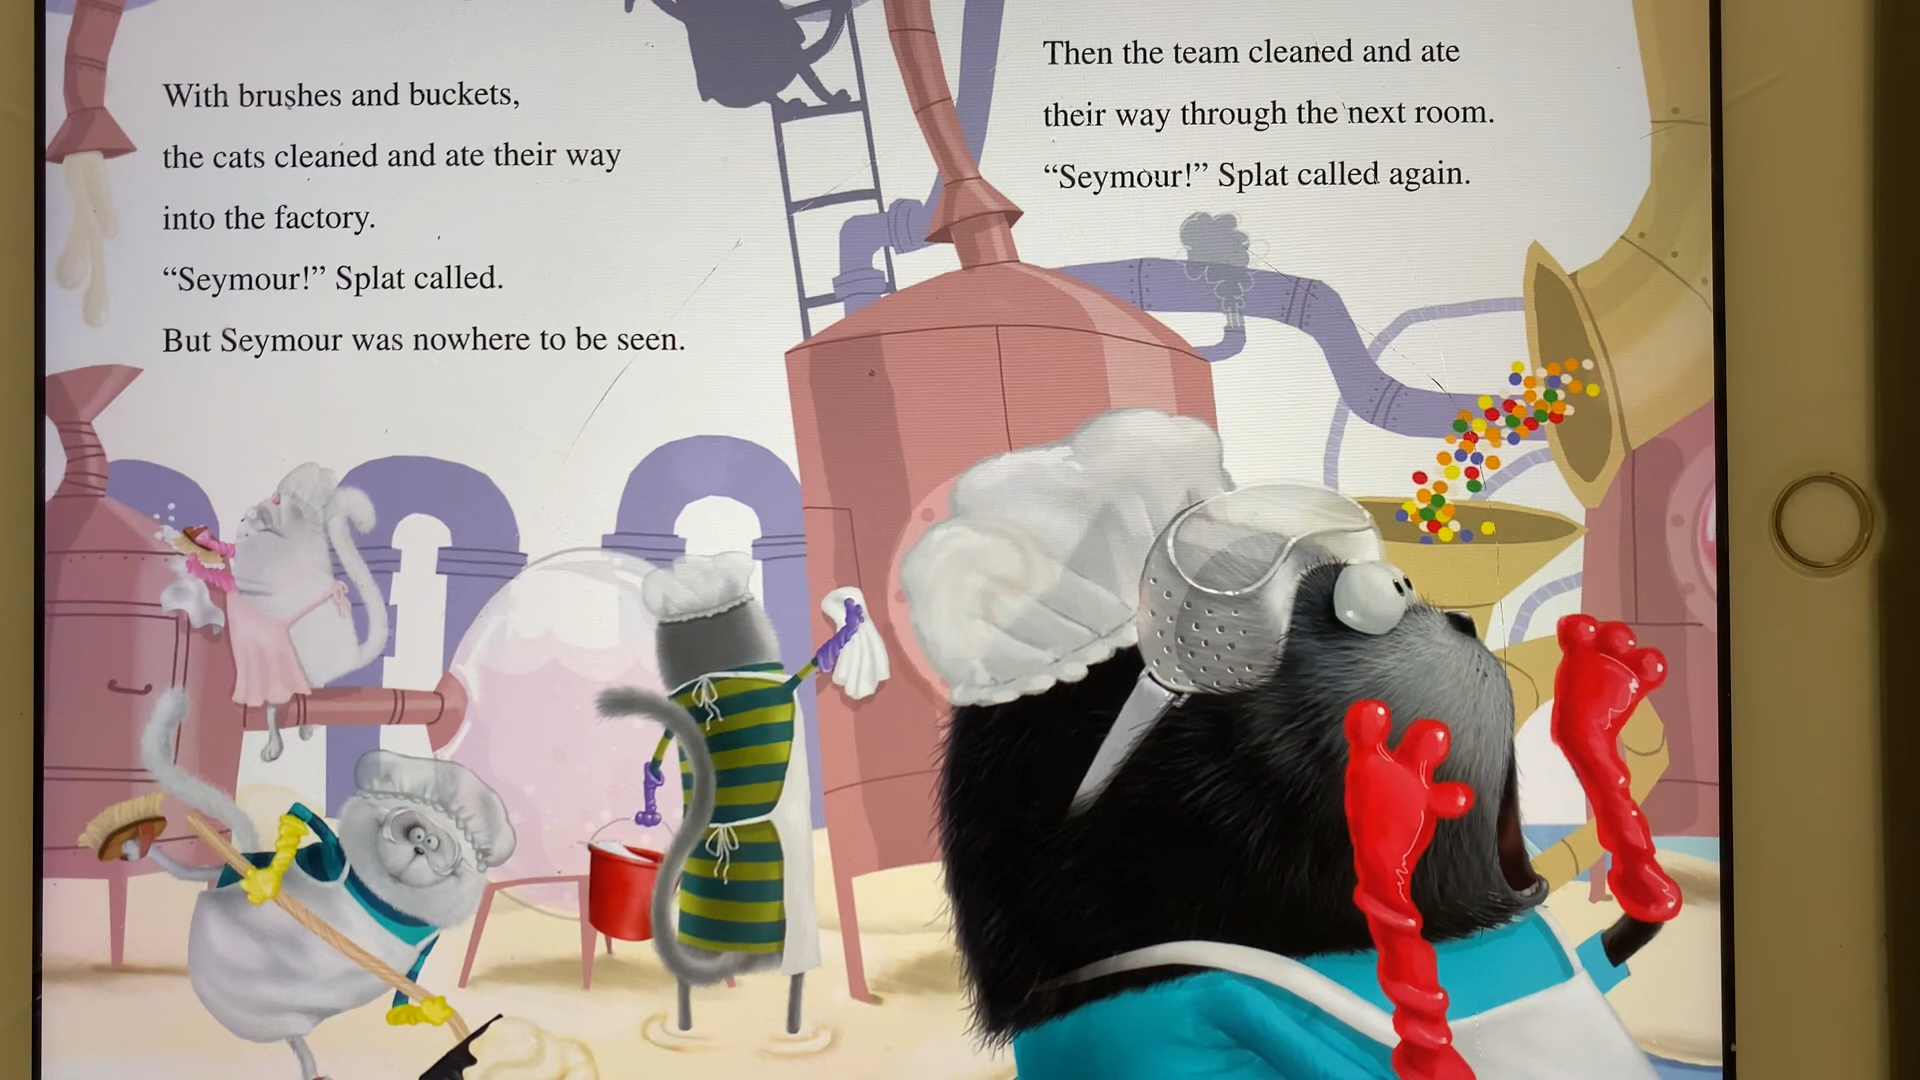 With brushes and buckets,
the cats cleaned and ate their way
into the factory.
“Seymour!” Splat called.
But Seymour was nowhere to be seen.
Then the team cleaned and ate
their way through the next room.
“Seymour!” Splat called again.